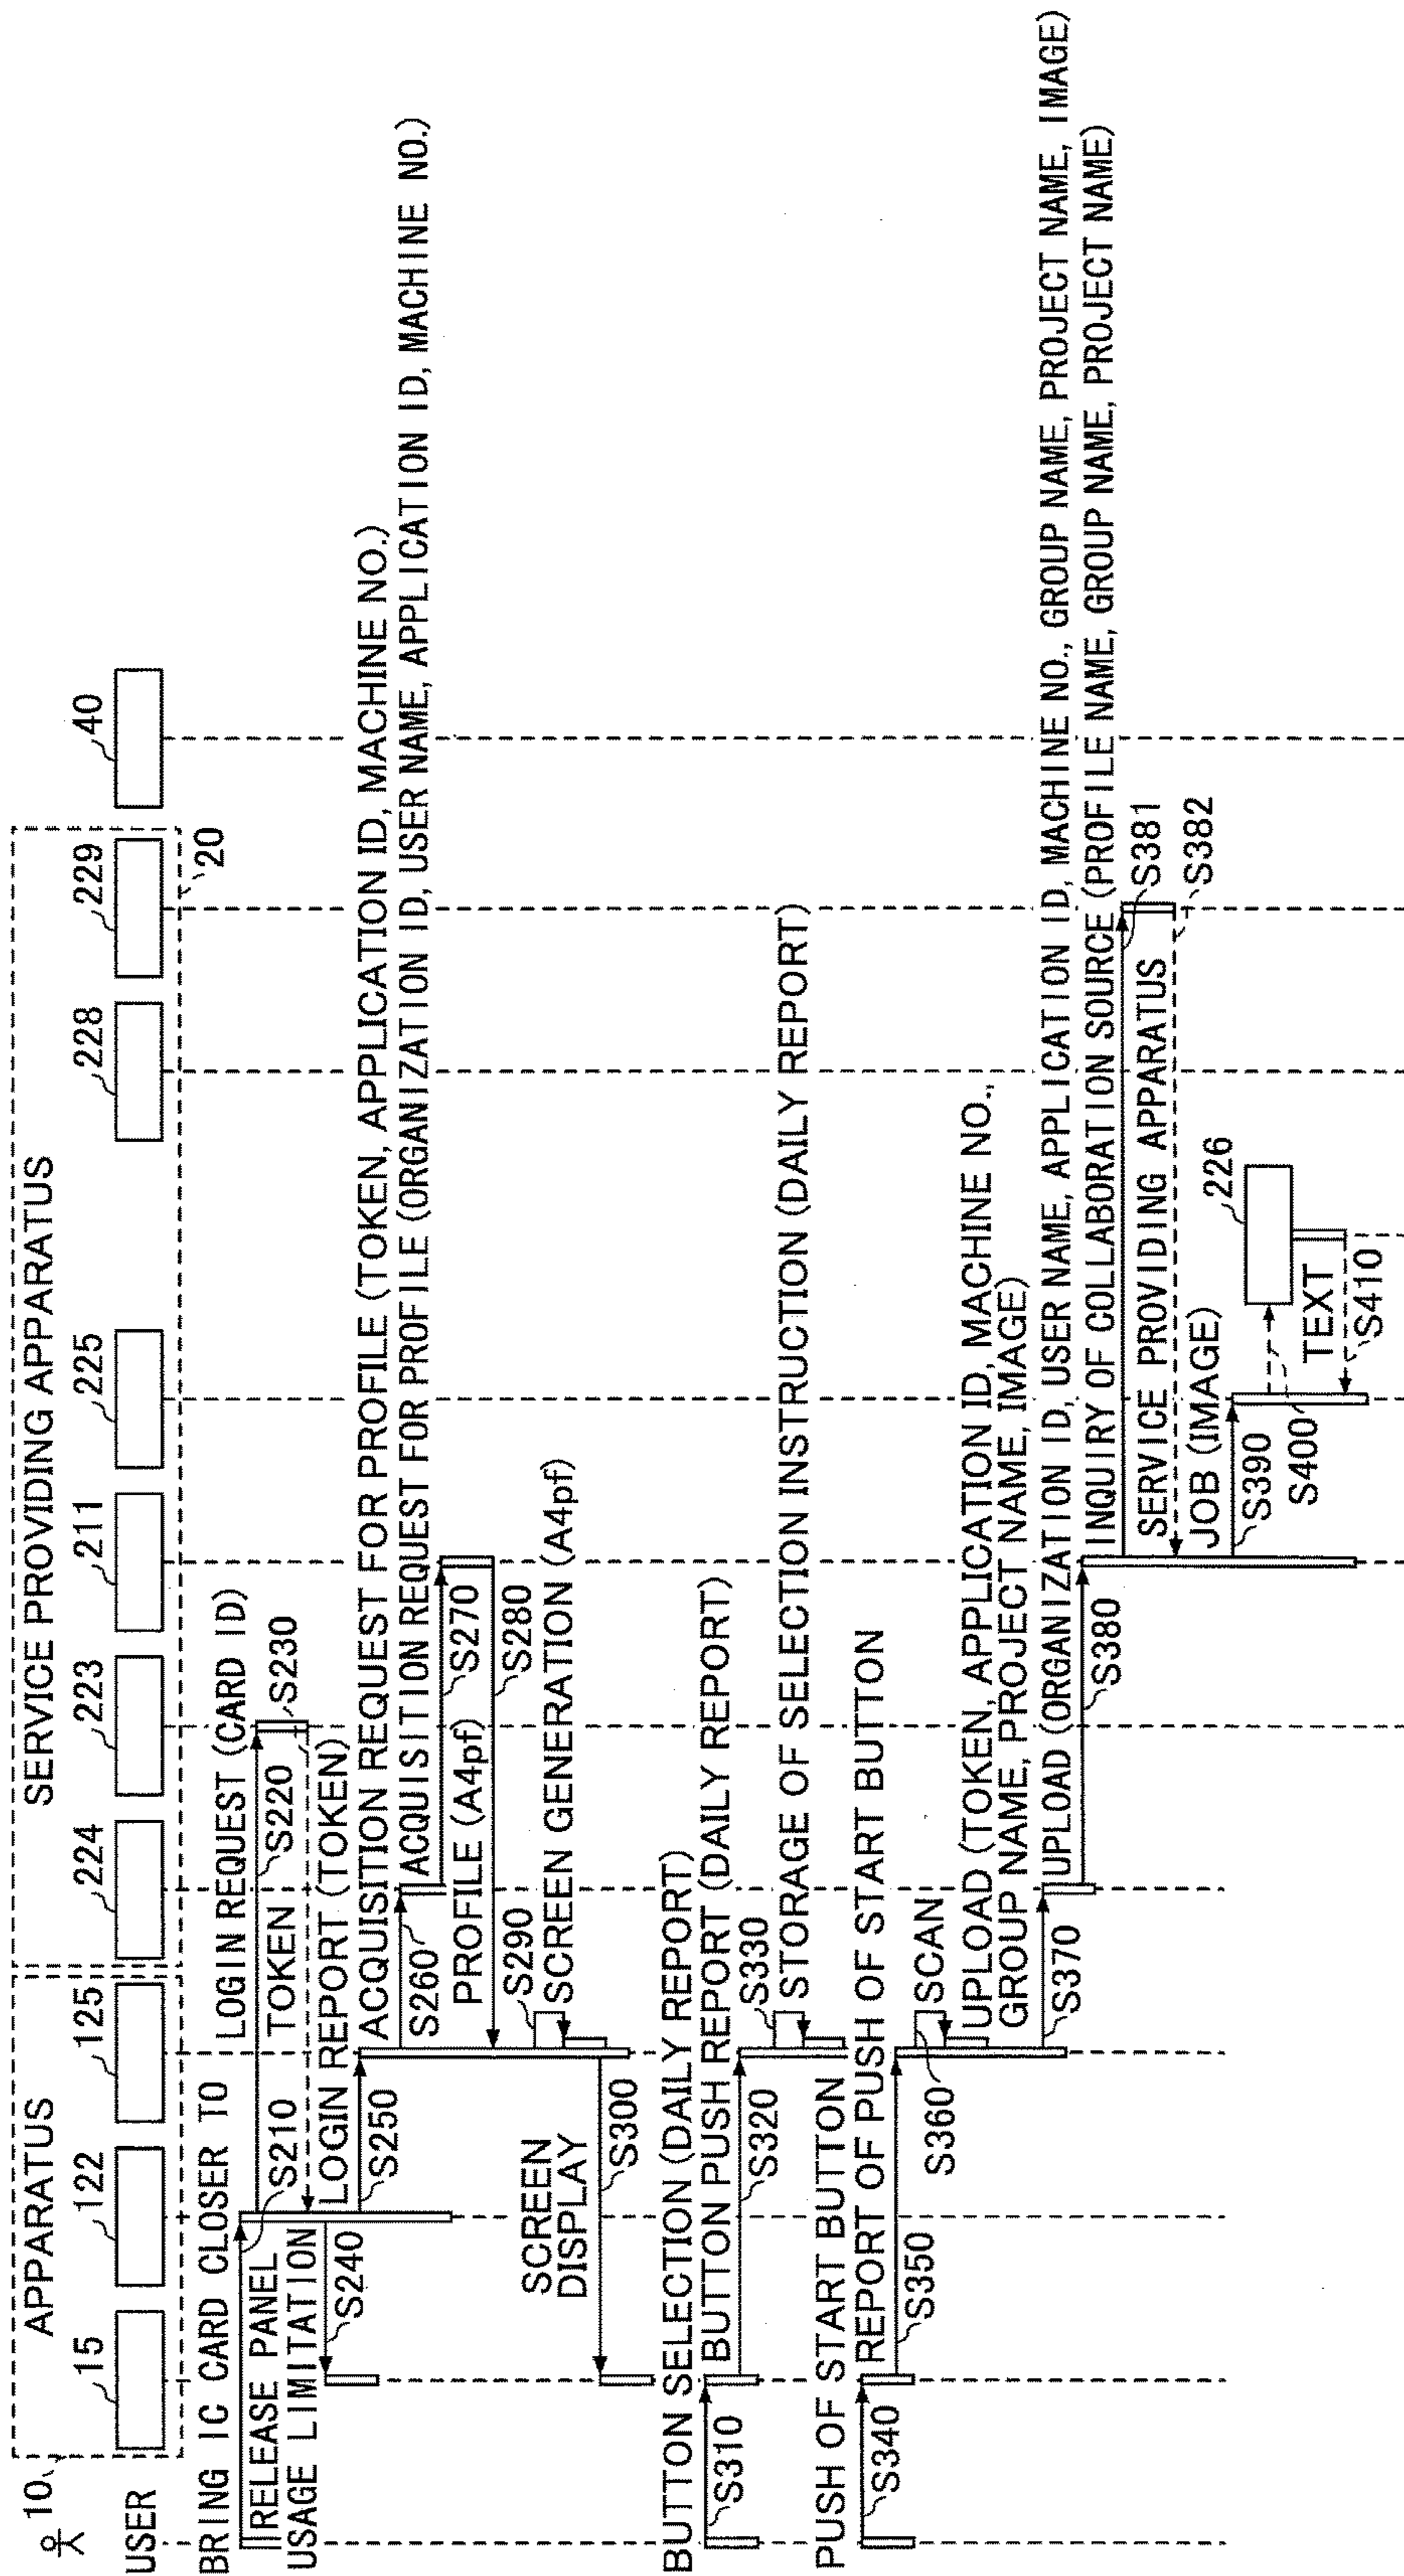 10
APPARATUS
SERVICE PROVIDING APPARATUS
USER
15
122
125
224
223
211
225
228
229
40
20
BRING IC CARD CLOSER TO
S210
LOGIN REQUEST (CARD ID)
S220
RELEASE PANEL
USAGE LIMITATION
TOKEN
S230
S240
LOGIN REPORT (TOKEN)
S250
ACQUISITION REQUEST FOR PROFILE (TOKEN, APPLICATION ID, MACHINE NO.)
S260
ACQUISITION REQUEST FOR PROFILE (ORGANIZATION ID, USER NAME, APPLICATION ID, MACHINE NO.)
S270
PROFILE (A4pf)
S280
S290
SCREEN GENERATION (A4pf)
SCREEN
DISPLAY
S300
BUTTON SELECTION (DAILY REPORT)
S310
BUTTON PUSH REPORT (DAILY REPORT)
S320
S330
STORAGE OF SELECTION INSTRUCTION (DAILY REPORT)
PUSH OF START BUTTON
S340
REPORT OF PUSH OF START BUTTON
S350
S360
SCAN
UPLOAD (TOKEN, APPLICATION ID, MACHINE NO.,
GROUP NAME, PROJECT NAME, IMAGE)
S370
UPLOAD (ORGANIZATION ID, USER NAME, APPLICATION ID, MACHINE NO., GROUP NAME, PROJECT NAME, IMAGE)
S380
INQUIRY OF COLLABORATION SOURCE (PROFILE NAME, GROUP NAME, PROJECT NAME)
S381
SERVICE PROVIDING APPARATUS
S382
JOB (IMAGE)
S390
226
S400
TEXT
S410